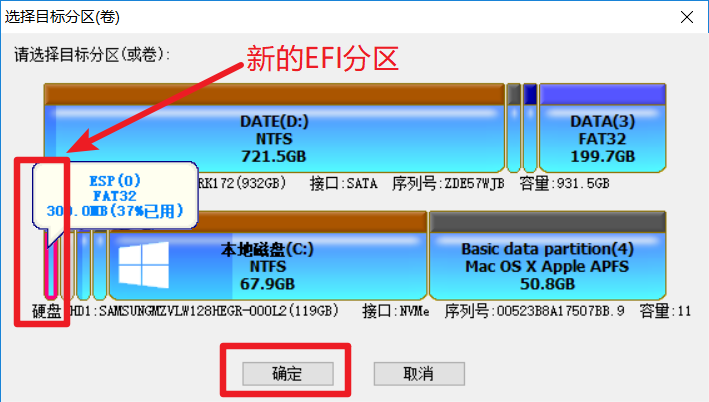 选择目标分区(卷)
请选择目标分区(或卷):
新的EFI分区
DATE(D:)
NTFS
721.5GB
DATA(3)
FAT32
199.7GB
RK172(932GB) 接口:SATA 序列号:ZDE57WJB 容量:931.5GB
ESP(0)
FAT32
300.0MB(37%已用)
本地磁盘(C:)
NTFS
67.9GB
Basic data partition(4)
Mac OS X Apple APFS
50.8GB
硬盘 HD1:SAMSUNGMZVLW128HEGR-000L2(119GB) 接口:NVMe 序列号:00523B8A17507BB.9 容量:11
确定
取消